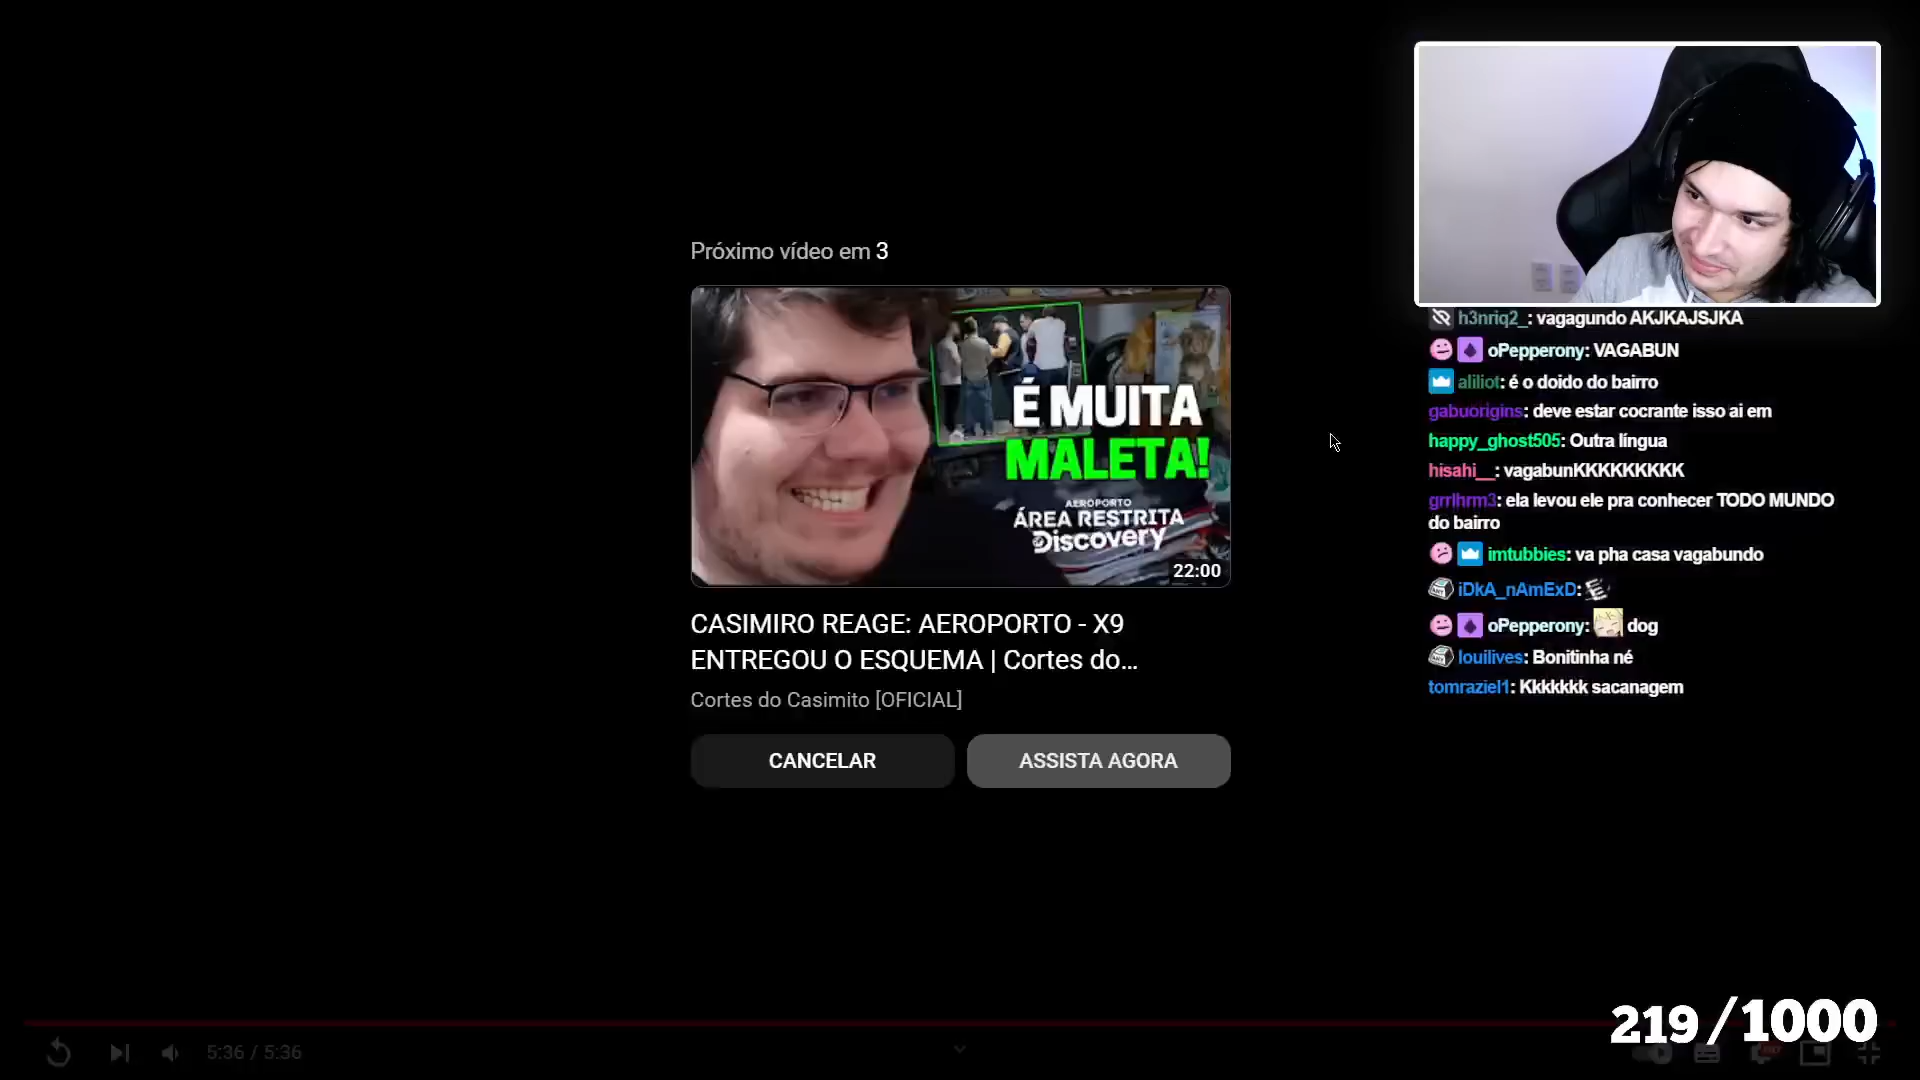 Próximo vídeo em 3
É MUITA
MALETA!
AEROPORTO
ÁREA RESTRITA
Discovery
22:00
CASIMIRO REAGE: AEROPORTO - X9
ENTREGOU O ESQUEMA | Cortes do...
Cortes do Casimito [OFICIAL]
CANCELAR
ASSISTA AGORA
h3nriq2_: vagagundo AKJKAJSJKA
oPepperony: VAGABUN
aliliot: é o doido do bairro
gabuorigins: deve estar cocrante isso ai em
happy_ghost505: Outra língua
hisahi__: vagabunKKKKKKKKK
grrlhrm3: ela levou ele pra conhecer TODO MUNDO
do bairro
imtubbies: va pha casa vagabundo
iDkA_nAmExD:
oPepperony: dog
louilives: Bonitinha né
tomraziel1: Kkkkkkk sacanagem
219/1000
5:36 / 5:36